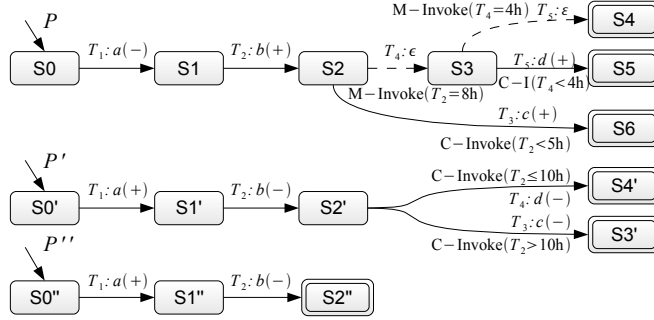 P
M−Invoke(T₄=4h) T₅:ε
S4
T₁:a(−)
T₂:b(+)
T₄:ϵ
T₅:d(+)
S0
S1
S2
S3
S5
M−Invoke(T₂=8h)
C−I(T₄<4h)
T₃:c(+)
S6
C−Invoke(T₂<5h)
P′
C−Invoke(T₂≤10h)
S4'
T₁:a(+)
T₂:b(−)
T₄:d(−)
S0'
S1'
S2'
T₃:c(−)
S3'
C−Invoke(T₂>10h)
P′′
T₁:a(+)
T₂:b(−)
S0"
S1"
S2"